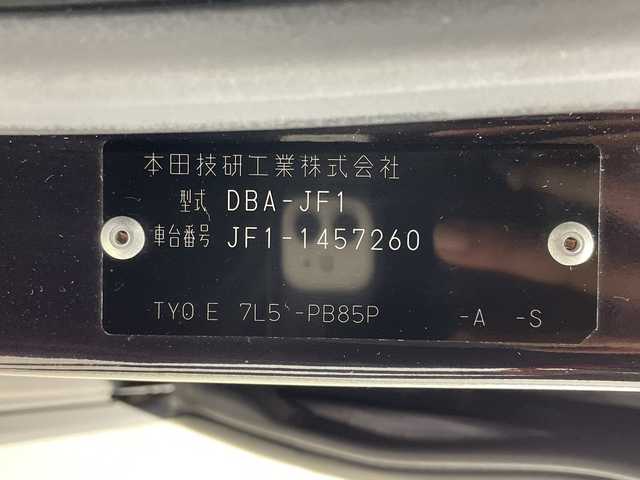 本田技研工業株式会社
型式 DBA-JF1
車台番号 JF1-1457260
TY0 E 7L5 -PB85P -A -S